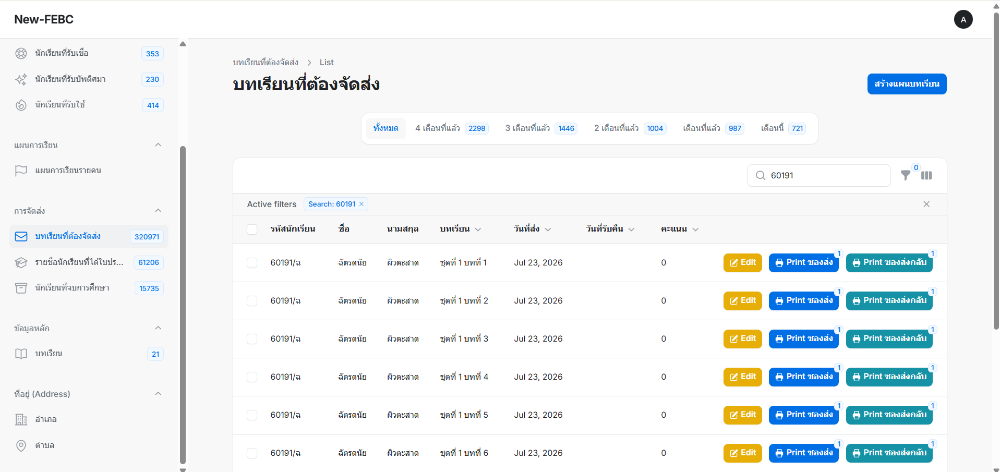 New-FEBC
A
นักเรียนที่รับเชื่อ 353
นักเรียนที่รับบัพติศมา 230
นักเรียนที่รับใช้ 414
แผนการเรียน
แผนการเรียนรายคน
การจัดส่ง
บทเรียนที่ต้องจัดส่ง 320971
รายชื่อนักเรียนที่ได้ใบปร... 61206
นักเรียนที่จบการศึกษา 15735
ข้อมูลหลัก
บทเรียน 21
ที่อยู่ (Address)
อำเภอ
ตำบล
บทเรียนที่ต้องจัดส่ง > List
บทเรียนที่ต้องจัดส่ง
สร้างแผนบทเรียน
ทั้งหมด 4 เดือนที่แล้ว 2298 3 เดือนที่แล้ว 1446 2 เดือนที่แล้ว 1004 เดือนที่แล้ว 987 เดือนนี้ 721
60191 0
Active filters Search: 60191
รหัสนักเรียน ชื่อ นามสกุล บทเรียน วันที่ส่ง วันที่รับคืน คะแนน
60191/ฉ ฉัตรดนัย ผิวตะสาด ชุดที่ 1 บทที่ 1 Jul 23, 2026 0 Edit Print ซองส่ง 1 Print ซองส่งกลับ 1
60191/ฉ ฉัตรดนัย ผิวตะสาด ชุดที่ 1 บทที่ 2 Jul 23, 2026 0 Edit Print ซองส่ง 1 Print ซองส่งกลับ 1
60191/ฉ ฉัตรดนัย ผิวตะสาด ชุดที่ 1 บทที่ 3 Jul 23, 2026 0 Edit Print ซองส่ง 1 Print ซองส่งกลับ 1
60191/ฉ ฉัตรดนัย ผิวตะสาด ชุดที่ 1 บทที่ 4 Jul 23, 2026 0 Edit Print ซองส่ง 1 Print ซองส่งกลับ 1
60191/ฉ ฉัตรดนัย ผิวตะสาด ชุดที่ 1 บทที่ 5 Jul 23, 2026 0 Edit Print ซองส่ง 1 Print ซองส่งกลับ 1
60191/ฉ ฉัตรดนัย ผิวตะสาด ชุดที่ 1 บทที่ 6 Jul 23, 2026 0 Edit Print ซองส่ง 1 Print ซองส่งกลับ 1